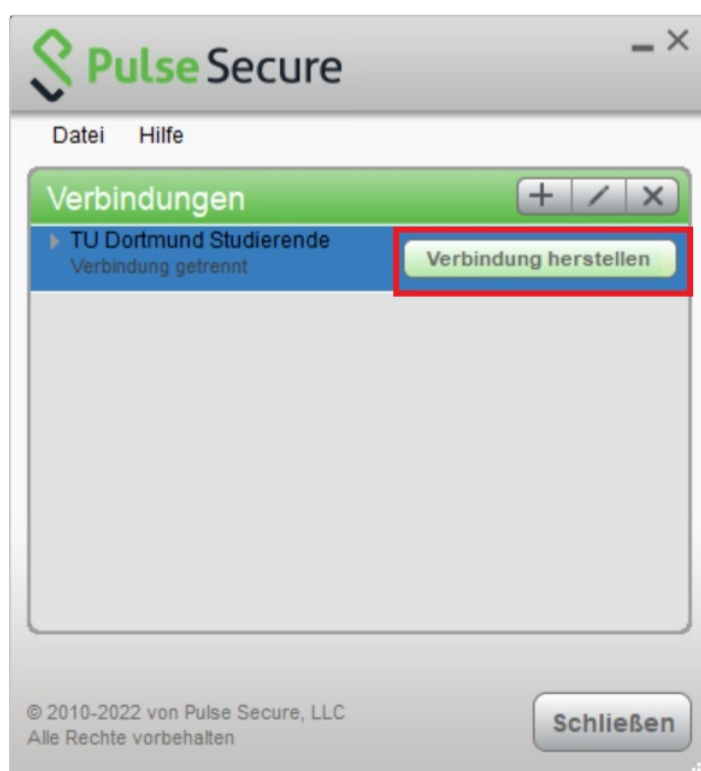 Pulse Secure
Datei Hilfe
Verbindungen
TU Dortmund Studierende
Verbindung getrennt
Verbindung herstellen
© 2010-2022 von Pulse Secure, LLC
Alle Rechte vorbehalten
Schließen